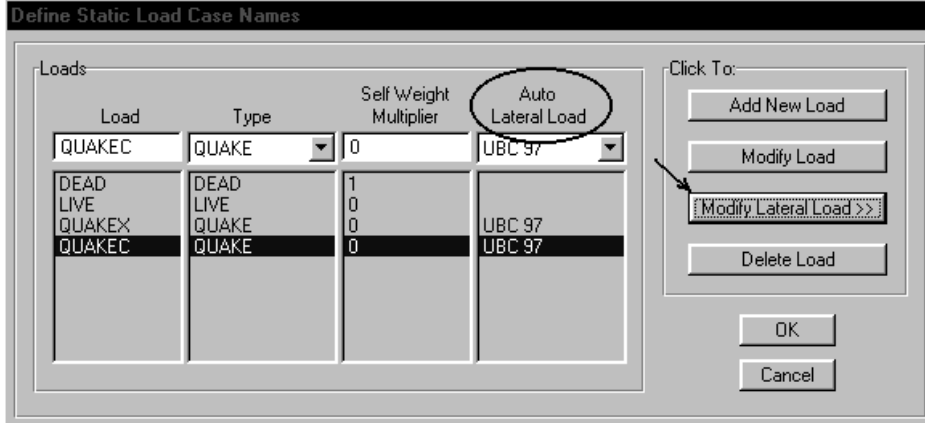 Define Static Load Case Names
Loads
Load Type Self Weight Multiplier Auto Lateral Load
QUAKEC QUAKE 0 UBC 97
DEAD DEAD 1
LIVE LIVE 0
QUAKEX QUAKE 0 UBC 97
QUAKEC QUAKE 0 UBC 97
Click To:
Add New Load
Modify Load
Modify Lateral Load >>
Delete Load
OK
Cancel